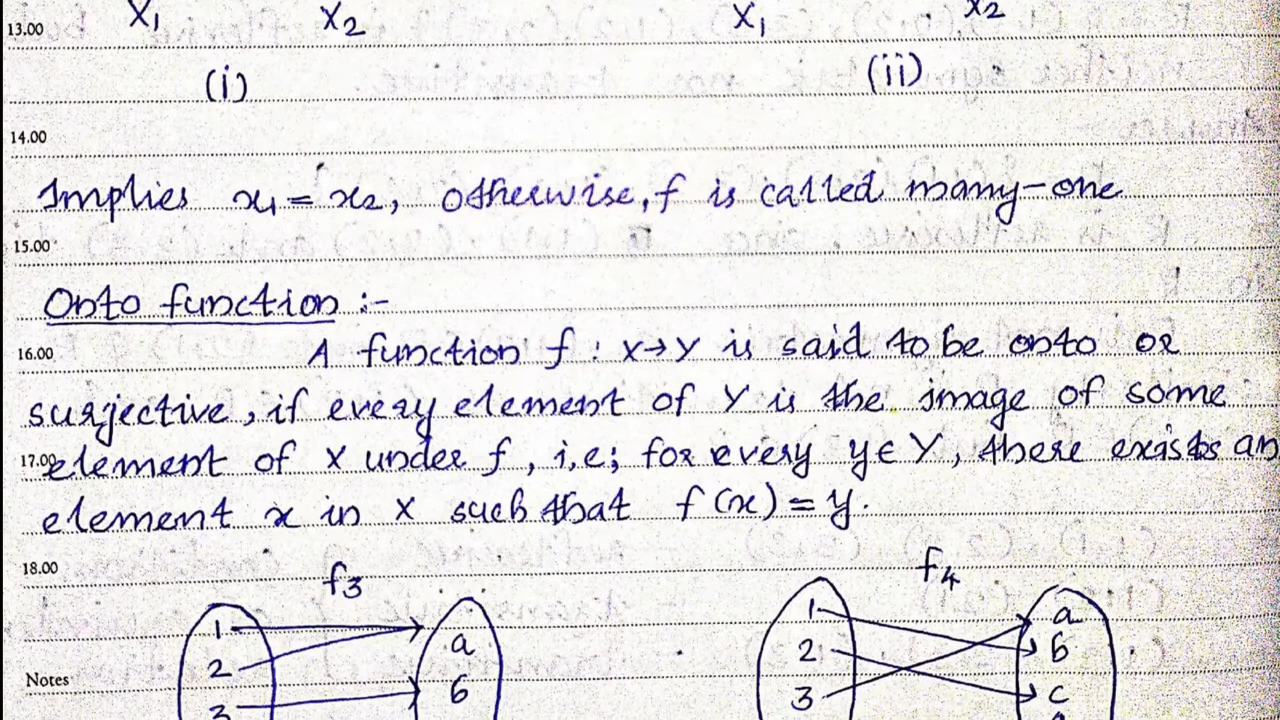 13.00 X1 X2 X1 X2
(i) (ii)
14.00
Implies x1 = x2, otherwise, f is called many-one
15.00
Onto function :-
16.00 A function f : X→Y is said to be onto or
surjective, if every element of Y is the image of some
17.00 element of X under f, i,e; for every y ∈ Y, there exists an
element x in X such that f(x) = y.
18.00 f3 f4
1 a 1 a
2 b 2 b
3 3 c
Notes